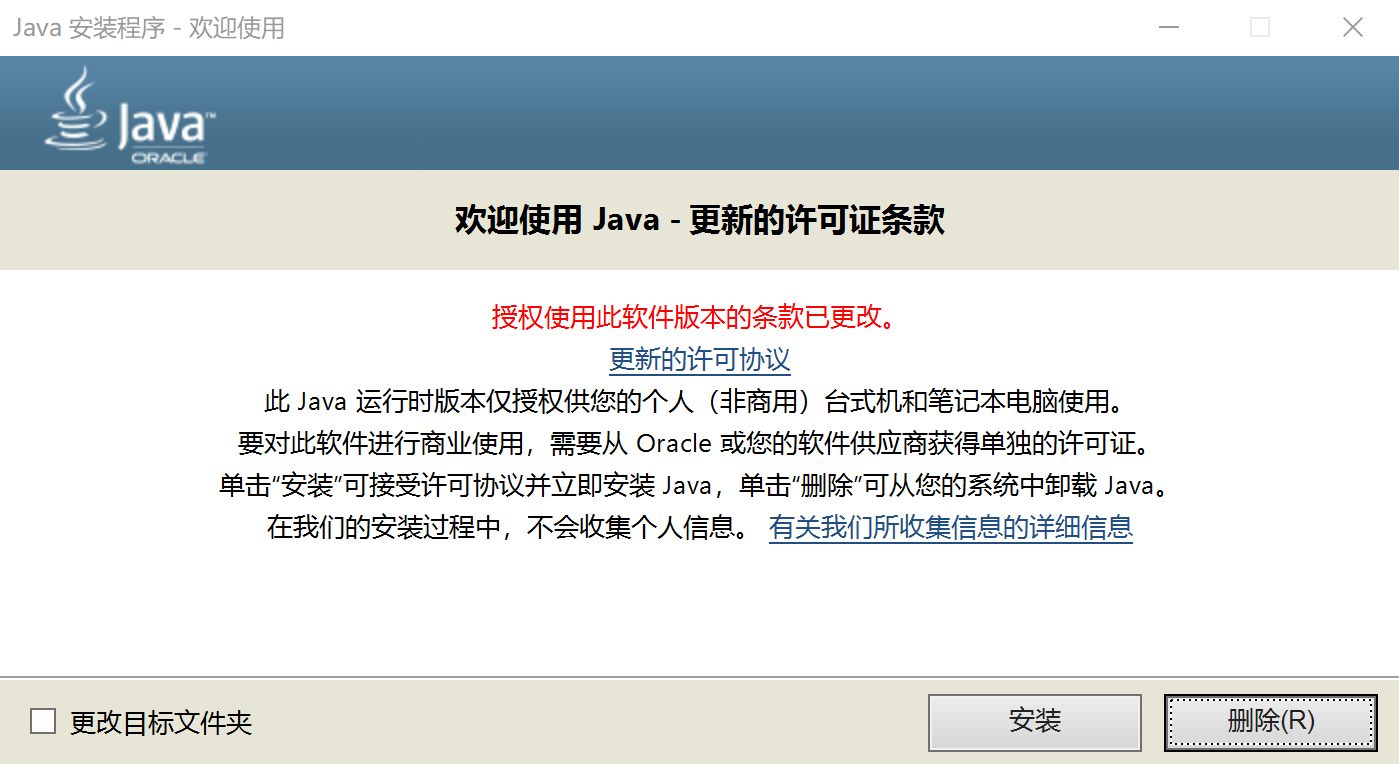 Java 安装程序 - 欢迎使用
Java™
ORACLE
欢迎使用 Java - 更新的许可证条款
授权使用此软件版本的条款已更改。
更新的许可协议
此 Java 运行时版本仅授权供您的个人（非商用）台式机和笔记本电脑使用。
要对此软件进行商业使用，需要从 Oracle 或您的软件供应商获得单独的许可证。
单击“安装”可接受许可协议并立即安装 Java，单击“删除”可从您的系统中卸载 Java。
在我们的安装过程中，不会收集个人信息。 有关我们所收集信息的详细信息
更改目标文件夹 安装 删除(R)